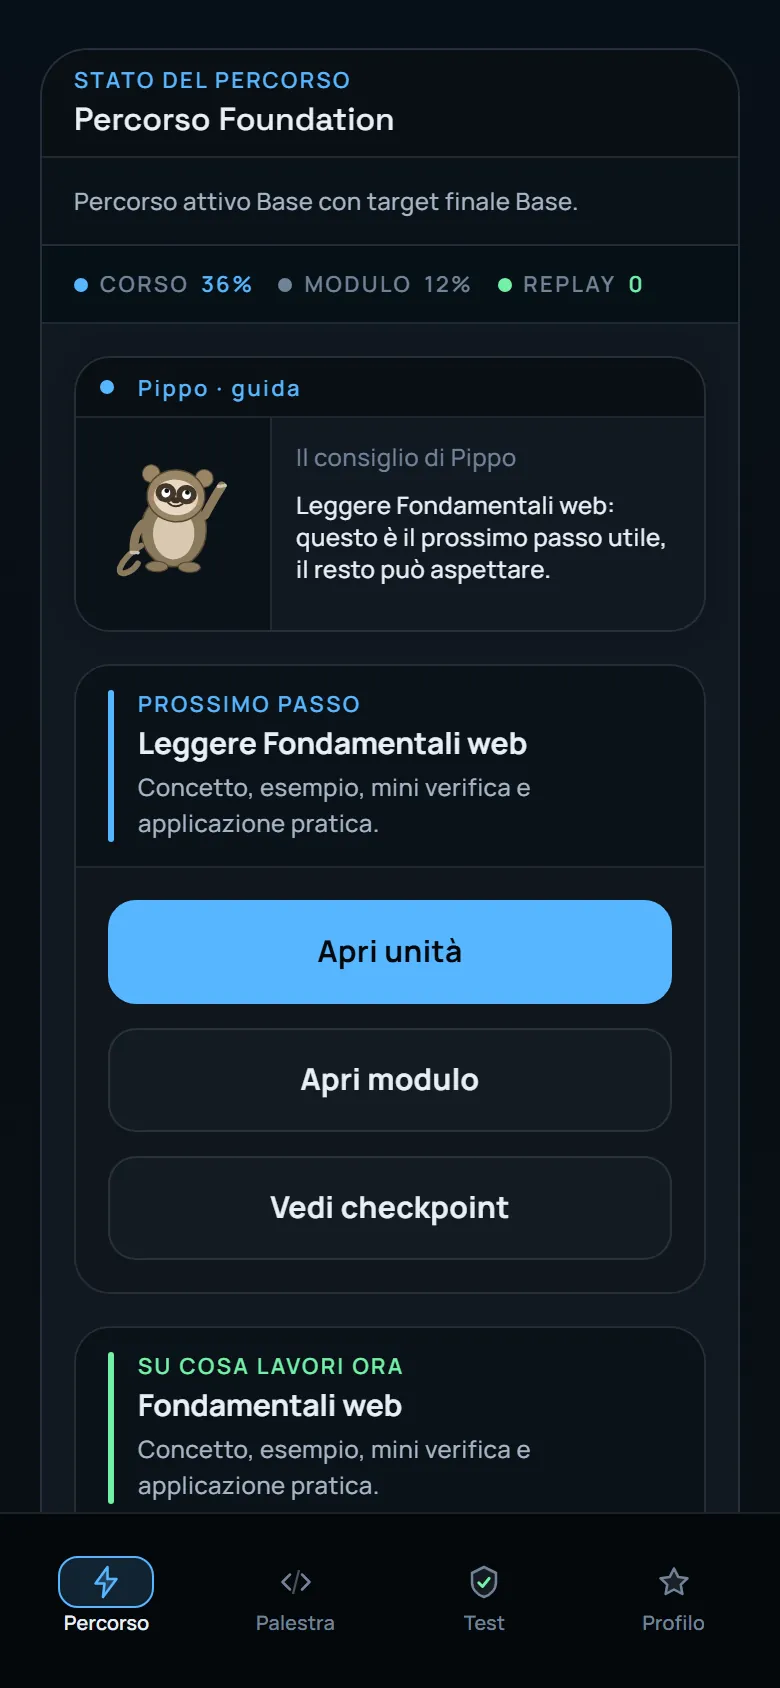 STATO DEL PERCORSO
Percorso Foundation
Percorso attivo Base con target finale Base.
CORSO 36% MODULO 12% REPLAY 0
Pippo · guida
Il consiglio di Pippo
Leggere Fondamentali web:
questo è il prossimo passo utile,
il resto può aspettare.
PROSSIMO PASSO
Leggere Fondamentali web
Concetto, esempio, mini verifica e
applicazione pratica.
Apri unità
Apri modulo
Vedi checkpoint
SU COSA LAVORI ORA
Fondamentali web
Concetto, esempio, mini verifica e
applicazione pratica.
Percorso Palestra Test Profilo